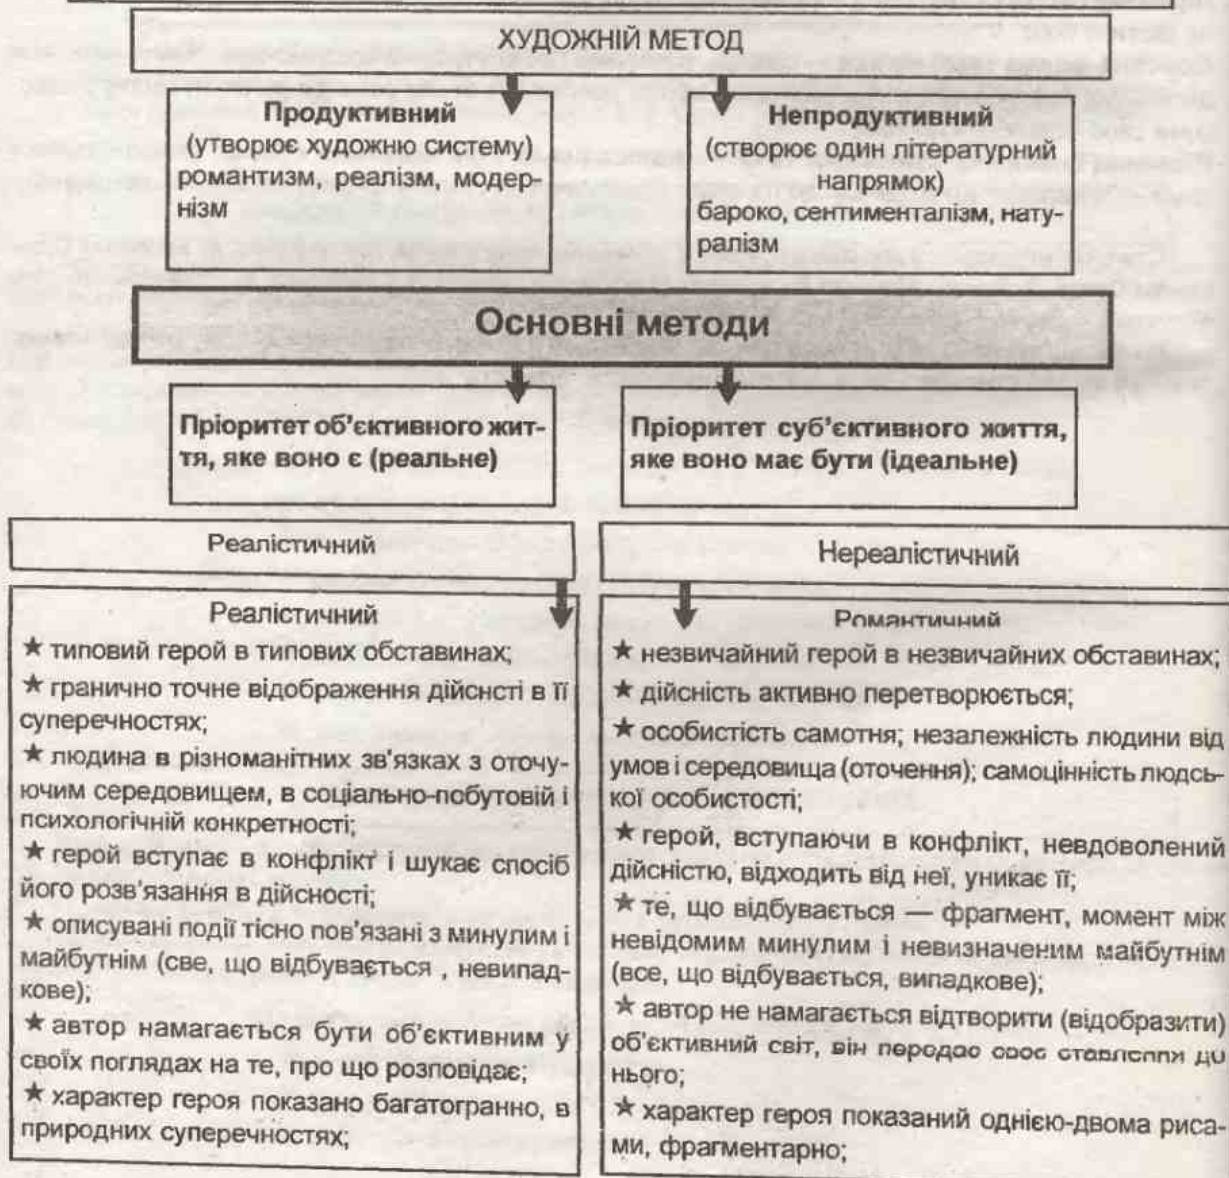 ХУДОЖНІЙ МЕТОД
Продуктивний
(утворює художню систему)
романтизм, реалізм, модер-
нізм
Непродуктивний
(створює один літературний
напрямок)
бароко, сентименталізм, нату-
ралізм
Основні методи
Пріоритет об'єктивного жит-
тя, яке воно є (реальне)
Пріоритет суб'єктивного життя,
яке воно має бути (ідеальне)
Реалістичний
Нереалістичний
Реалістичний
★ типовий герой в типових обставинах;
★ гранично точне відображення дійснсті в її
суперечностях;
★ людина в різноманітних зв'язках з оточу-
ючим середовищем, в соціально-побутовій і
психологічній конкретності;
★ герой вступає в конфлікт і шукає спосіб
його розв'язання в дійсності;
★ описувані події тісно пов'язані з минулим і
майбутнім (све, що відбувається , невипад-
кове);
★ автор намагається бути об'єктивним у
своїх поглядах на те, про що розповідає;
★ характер героя показано багатогранно, в
природних суперечностях;
Романтичний
★ незвичайний герой в незвичайних обставинах;
★ дійсність активно перетворюється;
★ особистість самотня; незалежність людини від
умов і середовища (оточення); самоцінність людсь-
кої особистості;
★ герой, вступаючи в конфлікт, невдоволений
дійсністю, відходить від неї, уникає її;
★ те, що відбувається — фрагмент, момент між
невідомим минулим і невизначеним майбутнім
(все, що відбувається, випадкове);
★ автор не намагається відтворити (відобразити)
об'єктивний світ, він передає своє ставлення до
нього;
★ характер героя показаний однією-двома риса-
ми, фрагментарно;